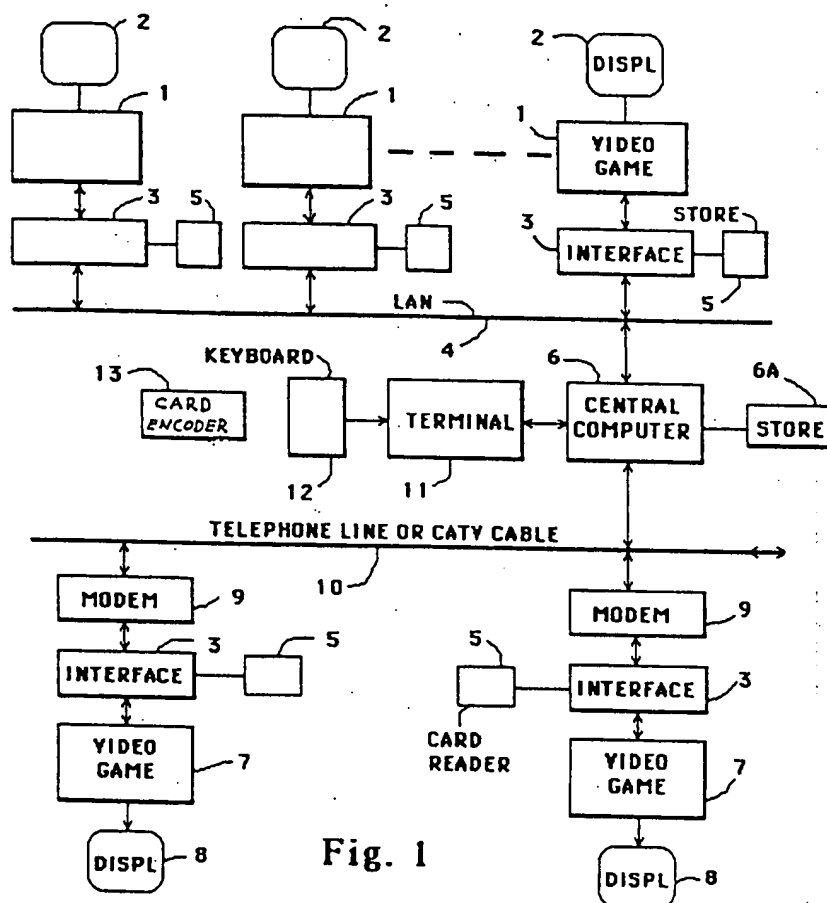 2
2
2
DISPL
1
1
1
VIDEO
GAME
3
5
3
5
STORE
3
INTERFACE
5
LAN
4
KEYBOARD
13
CARD
ENCODER
TERMINAL
6
CENTRAL
COMPUTER
6A
STORE
12
11
TELEPHONE LINE OR CATV CABLE
10
MODEM
9
MODEM
9
3
5
INTERFACE
5
INTERFACE
3
CARD
READER
VIDEO
GAME
7
VIDEO
GAME
7
DISPL
8
Fig. 1
DISPL
8